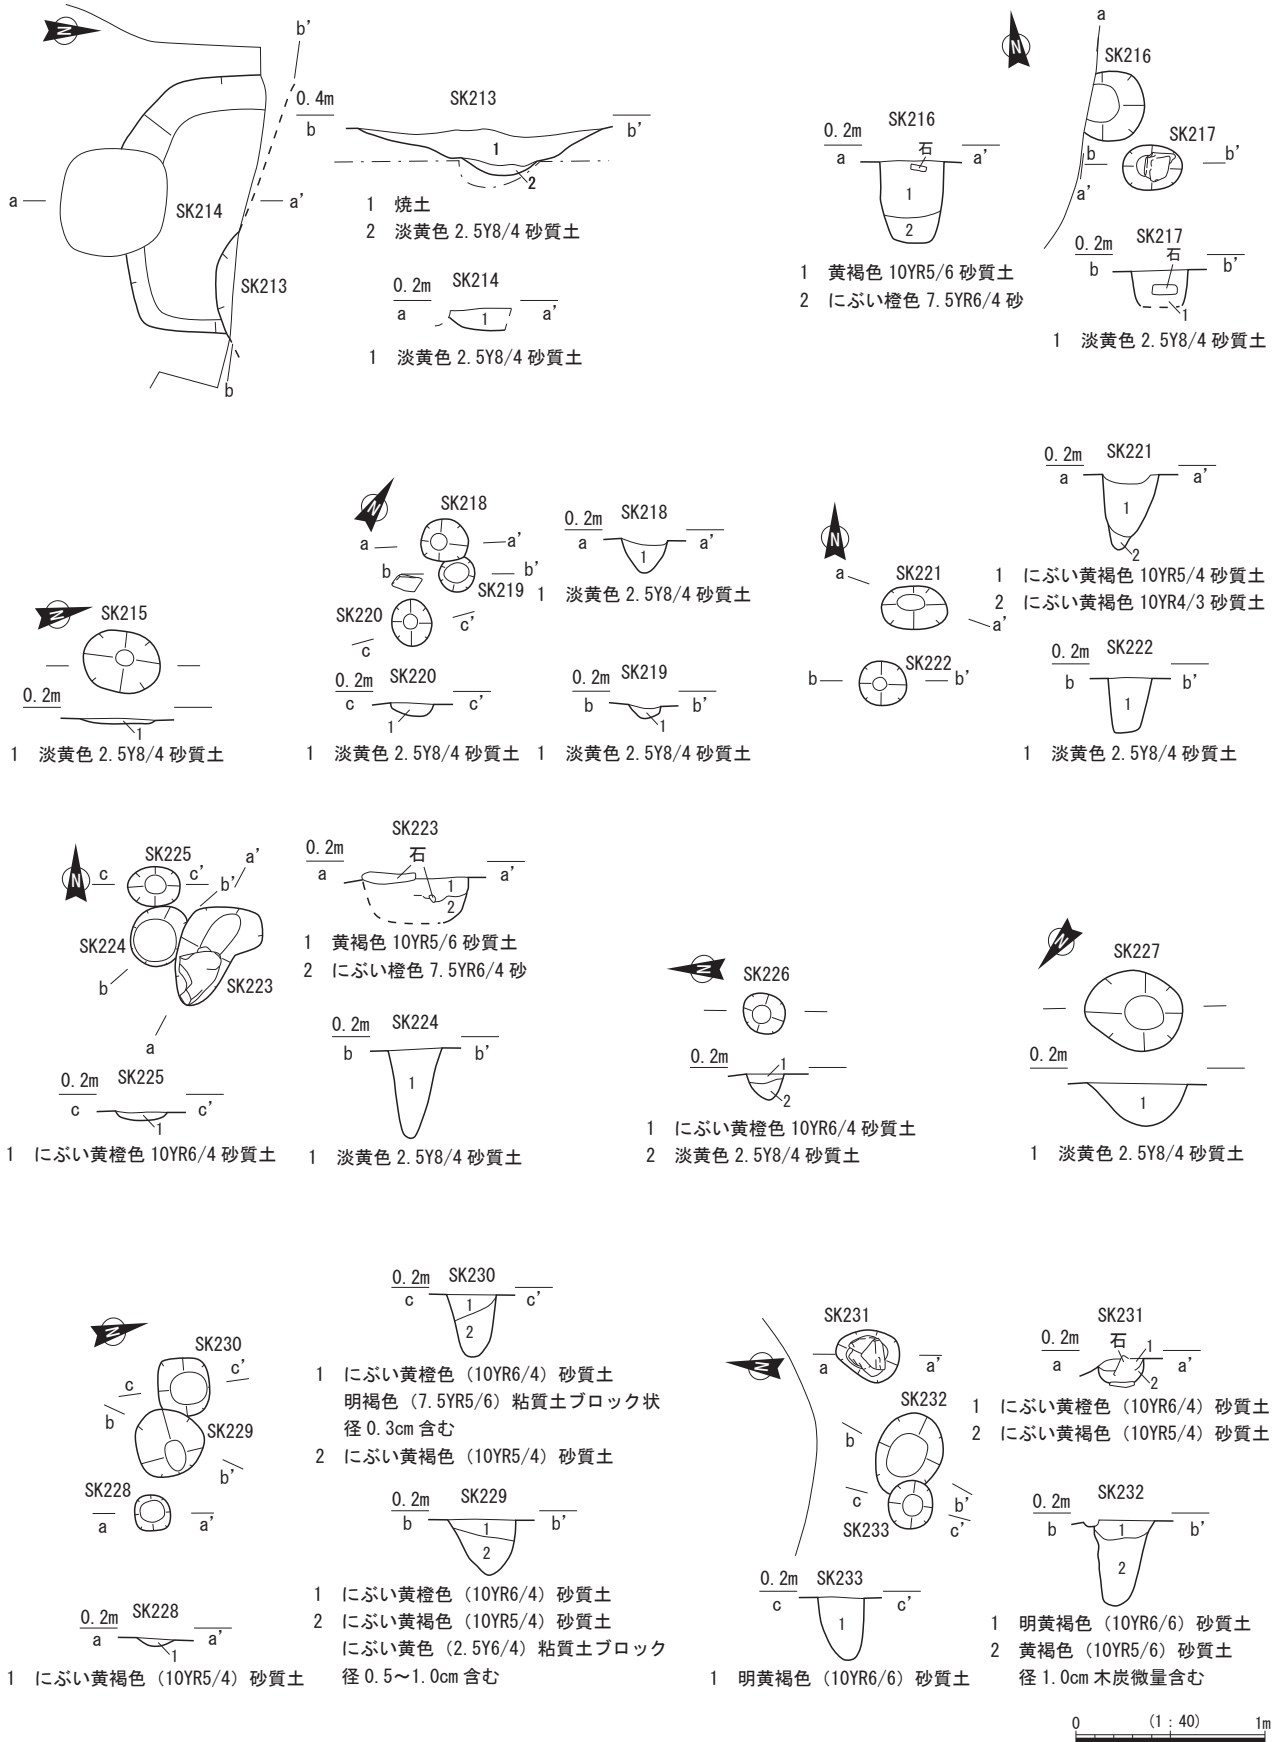 N
b'
a
SK214
a'
SK213
b
0.4m
b
SK213
b'
1
2
1 焼土
2 淡黄色 2.5Y8/4 砂質土
0.2m
a
SK214
a'
1
1 淡黄色 2.5Y8/4 砂質土
0.2m
a
SK216
石
a'
1
2
1 黄褐色 10YR5/6 砂質土
2 にぶい橙色 7.5YR6/4 砂
N
a
SK216
SK217
b
b'
a'
0.2m
b
SK217
石
b'
1
1 淡黄色 2.5Y8/4 砂質土
N
SK215
0.2m
1
1 淡黄色 2.5Y8/4 砂質土
N
SK218
a
a'
b
b'
SK219
SK220
c'
c
0.2m
c
SK220
c'
1
1 淡黄色 2.5Y8/4 砂質土
0.2m
a
SK218
a'
1
1 淡黄色 2.5Y8/4 砂質土
0.2m
b
SK219
b'
1
1 淡黄色 2.5Y8/4 砂質土
N
a
SK221
a'
b
SK222
b'
0.2m
a
SK221
a'
1
2
1 にぶい黄褐色 10YR5/4 砂質土
2 にぶい黄褐色 10YR4/3 砂質土
0.2m
b
SK222
b'
1
1 淡黄色 2.5Y8/4 砂質土
N
SK225
c
c'
a'
b'
SK224
b
SK223
a
0.2m
c
SK225
c'
1
1 にぶい黄橙色 10YR6/4 砂質土
0.2m
a
SK223
石
a'
1
2
1 黄褐色 10YR5/6 砂質土
2 にぶい橙色 7.5YR6/4 砂
0.2m
b
SK224
b'
1
1 淡黄色 2.5Y8/4 砂質土
N
SK226
0.2m
1
2
1 にぶい黄橙色 10YR6/4 砂質土
2 淡黄色 2.5Y8/4 砂質土
N
SK227
0.2m
1
1 淡黄色 2.5Y8/4 砂質土
N
SK230
c
c'
b
SK229
b'
SK228
a
a'
0.2m
a
SK228
a'
1
1 にぶい黄褐色（10YR5/4）砂質土
0.2m
c
SK230
c'
1
2
1 にぶい黄橙色（10YR6/4）砂質土
明褐色（7.5YR5/6）粘質土ブロック状
径 0.3cm 含む
2 にぶい黄褐色（10YR5/4）砂質土
0.2m
b
SK229
b'
1
2
1 にぶい黄橙色（10YR6/4）砂質土
2 にぶい黄褐色（10YR5/4）砂質土
にぶい黄色（2.5Y6/4）粘質土ブロック
径 0.5～1.0cm 含む
N
SK231
a
a'
SK232
b
c
b'
SK233
c'
0.2m
c
SK233
c'
1
1 明黄褐色（10YR6/6）砂質土
0.2m
a
SK231
石
1
a'
2
1 にぶい黄橙色（10YR6/4）砂質土
2 にぶい黄褐色（10YR5/4）砂質土
0.2m
b
SK232
b'
1
2
1 明黄褐色（10YR6/6）砂質土
2 黄褐色（10YR5/6）砂質土
径 1.0cm 木炭微量含む
0 (1：40) 1m